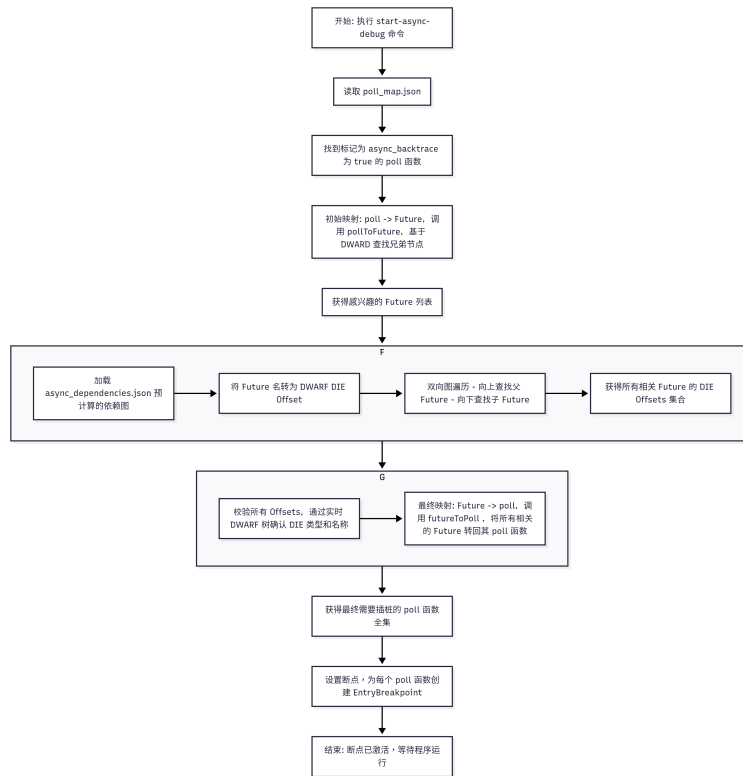 开始: 执行 start-async-
debug 命令
读取 poll_map.json
找到标记为 async_backtrace
为 true 的 poll 函数
初始映射: poll -> Future，调
用 pollToFuture，基于
DWARD 查找兄弟节点
获得感兴趣的 Future 列表
F
加载
async_dependencies.json 预
计算的依赖图
将 Future 名转为 DWARF DIE
Offset
双向图遍历 - 向上查找父
Future - 向下查找子 Future
获得所有相关 Future 的 DIE
Offsets 集合
G
校验所有 Offsets，通过实时
DWARF 树确认 DIE 类型和名称
最终映射: Future -> poll，调
用 futureToPoll ，将所有相关
的 Future 转回其 poll 函数
获得最终需要插桩的 poll 函数
全集
设置断点，为每个 poll 函数创
建 EntryBreakpoint
结束: 断点已激活，等待程序运
行